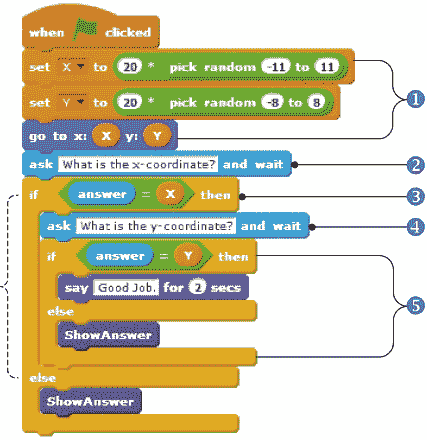 when clicked
set X to 20 * pick random -11 to 11
set Y to 20 * pick random -8 to 8
1
go to x: X y: Y
ask What is the x-coordinate? and wait 2
if answer = X then 3
ask What is the y-coordinate? and wait 4
if answer = Y then
say Good Job. for 2 secs
5
else
ShowAnswer
else
ShowAnswer